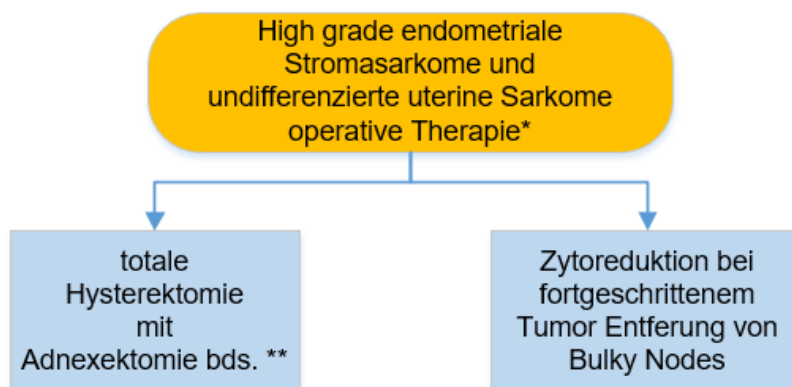 High grade endometriale
Stromasarkome und
undifferenzierte uterine Sarkome
operative Therapie*
totale
Hysterektomie
mit
Adnexektomie bds. **
Zytoreduktion bei
fortgeschrittenem
Tumor Entferung von
Bulky Nodes